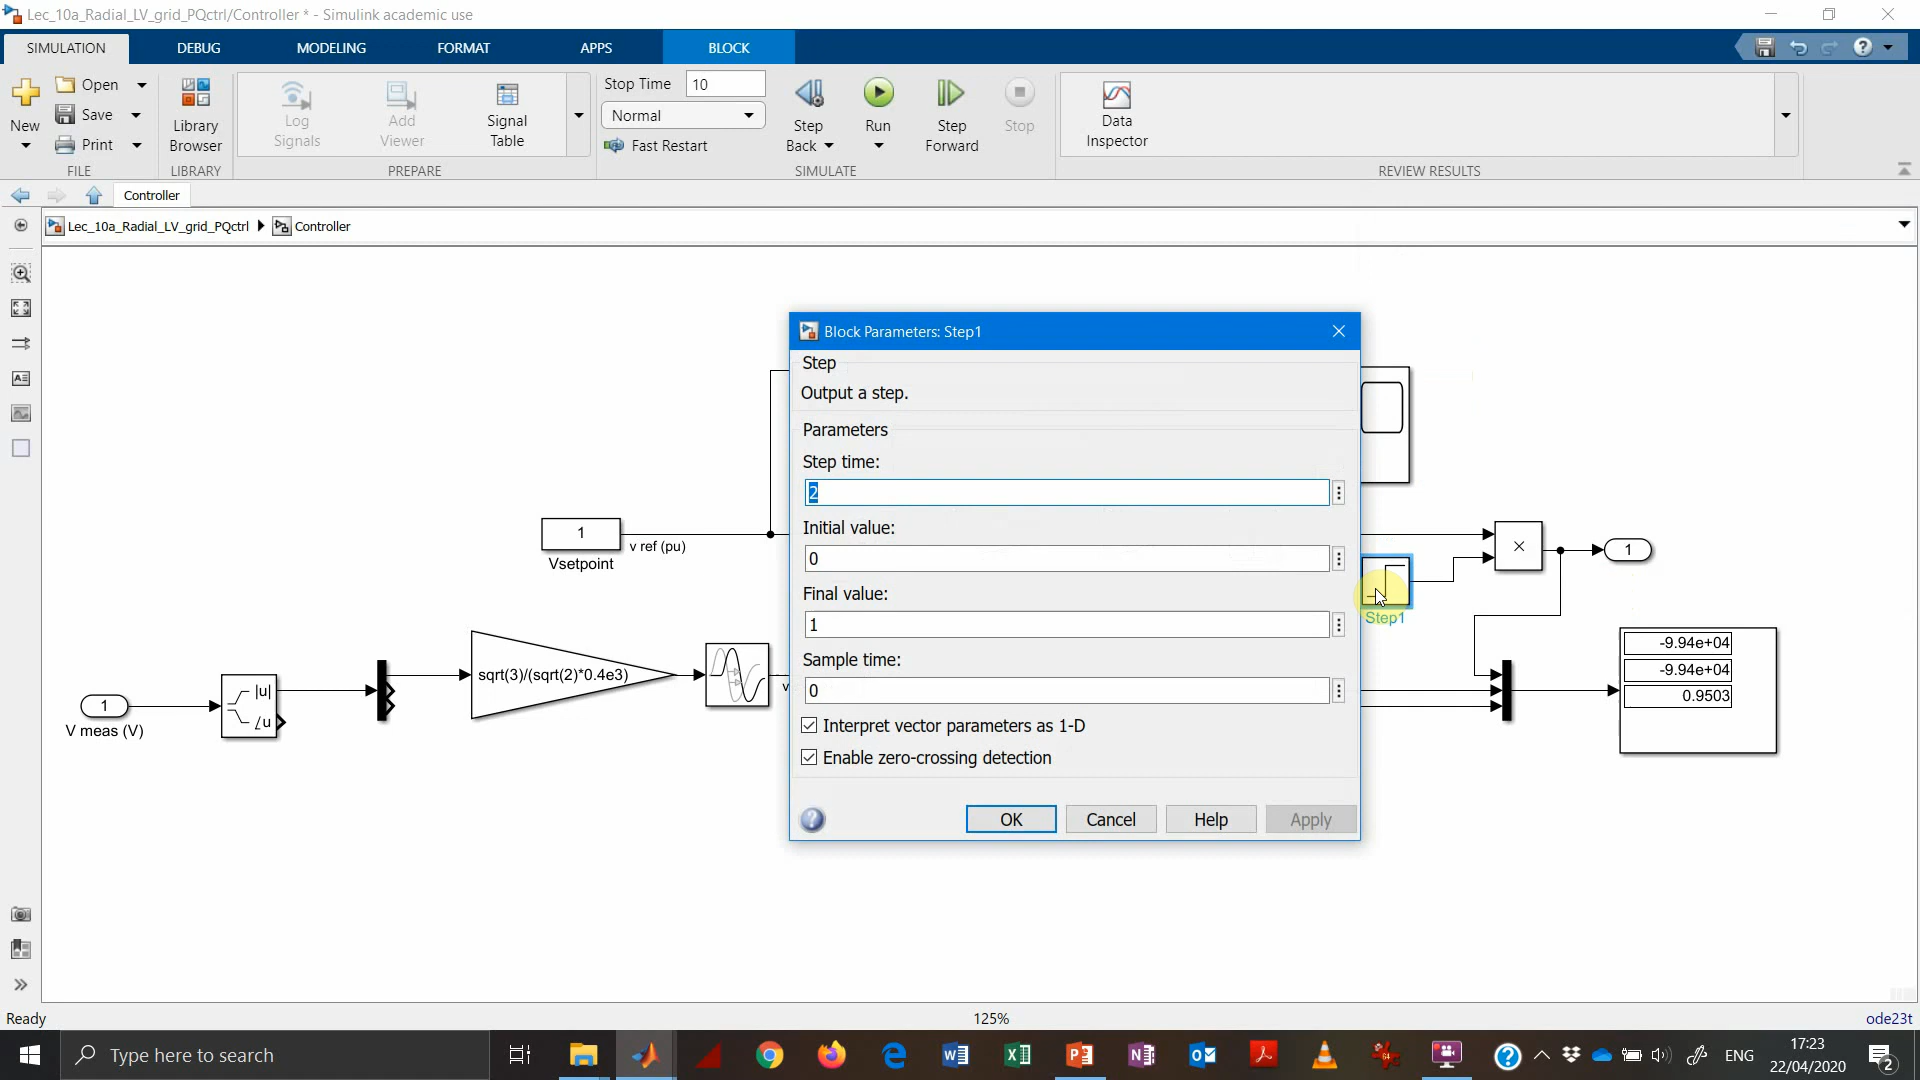 Lec_10a_Radial_LV_grid_PQctrl/Controller * - Simulink academic use
SIMULATION DEBUG MODELING FORMAT APPS BLOCK
New
Open
Save
Print
FILE
Library
Browser
LIBRARY
Log
Signals
Add
Viewer
Signal
Table
PREPARE
Stop Time 10
Normal
Fast Restart
Step
Back
Run
Step
Forward
Stop
SIMULATE
Data
Inspector
REVIEW RESULTS
Controller
Lec_10a_Radial_LV_grid_PQctrl Controller
1
V meas (V)
|u|
∠u
sqrt(3)/(sqrt(2)*0.4e3)
1
Vsetpoint
v ref (pu)
v
Block Parameters: Step1
Step
Output a step.
Parameters
Step time:
2
Initial value:
0
Final value:
1
Sample time:
0
Interpret vector parameters as 1-D
Enable zero-crossing detection
OK Cancel Help Apply
Step1
×
1
-9.94e+04
-9.94e+04
0.9503
Ready 125% ode23t
Type here to search
ENG
17:23
22/04/2020
2